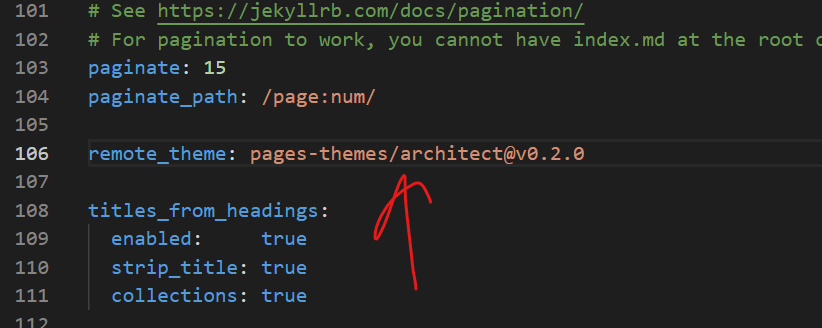 101 # See https://jekyllrb.com/docs/pagination/
102 # For pagination to work, you cannot have index.md at the root
103 paginate: 15
104 paginate_path: /page:num/
105
106 remote_theme: pages-themes/architect@v0.2.0
107
108 titles_from_headings:
109 enabled: true
110 strip_title: true
111 collections: true
112